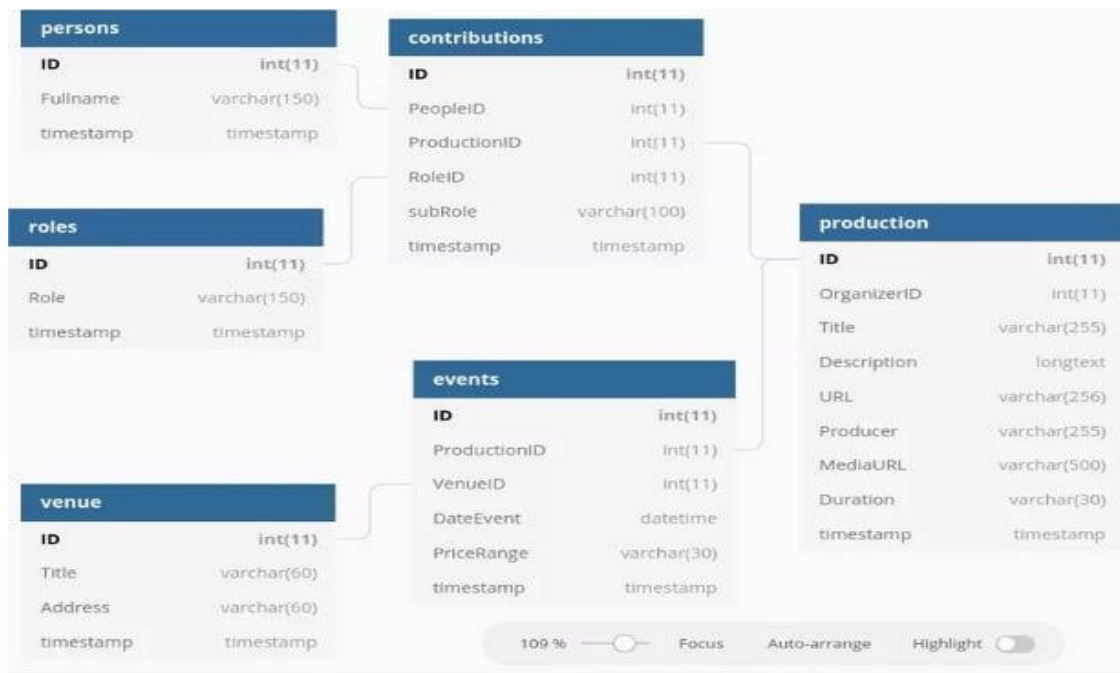 persons
ID int(11)
Fullname varchar(150)
timestamp timestamp
contributions
ID int(11)
PeopleID int(11)
ProductionID int(11)
RoleID int(11)
subRole varchar(100)
timestamp timestamp
roles
ID int(11)
Role varchar(150)
timestamp timestamp
production
ID int(11)
OrganizerID int(11)
Title varchar(255)
Description longtext
URL varchar(256)
Producer varchar(255)
MediaURL varchar(500)
Duration varchar(30)
timestamp timestamp
events
ID int(11)
ProductionID int(11)
VenueID int(11)
DateEvent datetime
PriceRange varchar(30)
timestamp timestamp
venue
ID int(11)
Title varchar(60)
Address varchar(60)
timestamp timestamp
109 % Focus Auto-arrange Highlight